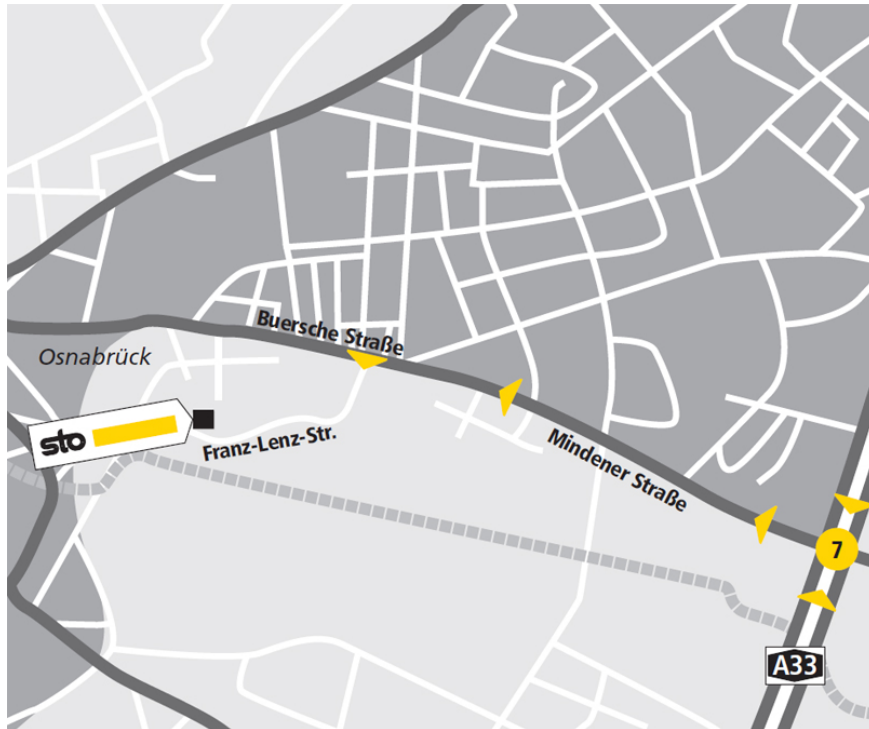 Buersche Straße
Osnabrück
sto
Franz-Lenz-Str.
Mindener Straße
7
A33